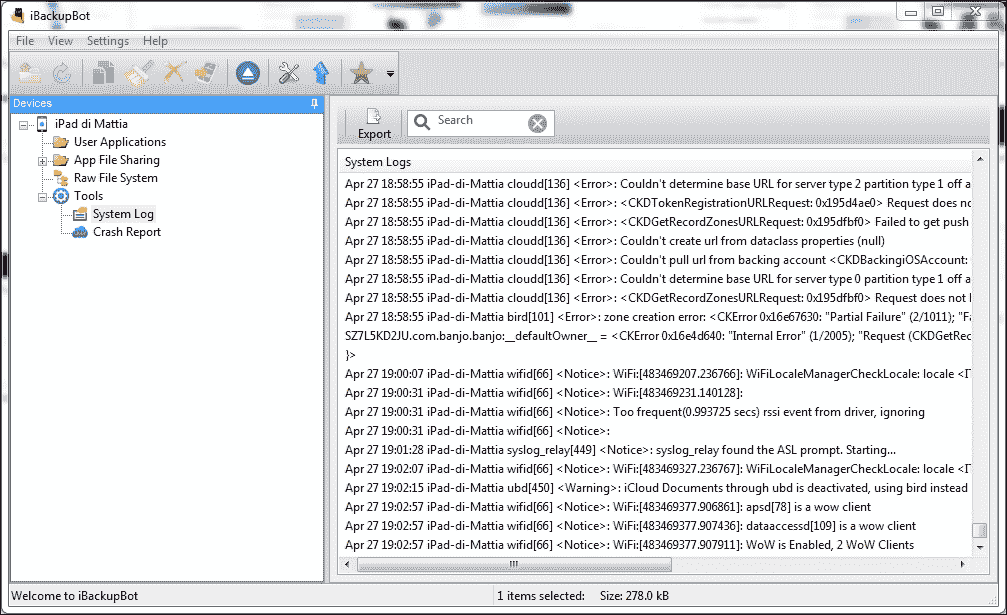 iBackupBot
File View Settings Help
Devices
iPad di Mattia
User Applications
App File Sharing
Raw File System
Tools
System Log
Crash Report
Export
Search
System Logs
Apr 27 18:58:55 iPad-di-Mattia cloudd[136] <Error>: Couldn't determine base URL for server type 2 partition type 1 off a
Apr 27 18:58:55 iPad-di-Mattia cloudd[136] <Error>: <CKDTokenRegistrationURLRequest: 0x195d4ae0> Request does no
Apr 27 18:58:55 iPad-di-Mattia cloudd[136] <Error>: <CKDGetRecordZonesURLRequest: 0x195dfbf0> Failed to get push
Apr 27 18:58:55 iPad-di-Mattia cloudd[136] <Error>: Couldn't create url from dataclass properties (null)
Apr 27 18:58:55 iPad-di-Mattia cloudd[136] <Error>: Couldn't pull url from backing account <CKDBackingiOSAccount:
Apr 27 18:58:55 iPad-di-Mattia cloudd[136] <Error>: Couldn't determine base URL for server type 0 partition type 1 off a
Apr 27 18:58:55 iPad-di-Mattia cloudd[136] <Error>: <CKDGetRecordZonesURLRequest: 0x195dfbf0> Request does not
Apr 27 18:58:55 iPad-di-Mattia bird[101] <Error>: zone creation error: <CKError 0x16e67630: "Partial Failure" (2/1011); "Fa
SZ7L5KD2JU.com.banjo.banjo:__defaultOwner__ = <CKError 0x16e4d640: "Internal Error" (1/2005); "Request (CKDGetRec
}>
Apr 27 19:00:07 iPad-di-Mattia wifid[66] <Notice>: WiFi:[483469207.236766]: WiFiLocaleManagerCheckLocale: locale
Apr 27 19:00:31 iPad-di-Mattia wifid[66] <Notice>: WiFi:[483469231.140128]:
Apr 27 19:00:31 iPad-di-Mattia wifid[66] <Notice>: Too frequent(0.993725 secs) rssi event from driver, ignoring
Apr 27 19:00:31 iPad-di-Mattia wifid[66] <Notice>:
Apr 27 19:01:28 iPad-di-Mattia syslog_relay[449] <Notice>: syslog_relay found the ASL prompt. Starting...
Apr 27 19:02:07 iPad-di-Mattia wifid[66] <Notice>: WiFi:[483469327.236767]: WiFiLocaleManagerCheckLocale: locale
Apr 27 19:02:15 iPad-di-Mattia ubd[450] <Warning>: iCloud Documents through ubd is deactivated, using bird instead
Apr 27 19:02:57 iPad-di-Mattia wifid[66] <Notice>: WiFi:[483469377.906861]: apsd[78] is a wow client
Apr 27 19:02:57 iPad-di-Mattia wifid[66] <Notice>: WiFi:[483469377.907436]: dataaccessd[109] is a wow client
Apr 27 19:02:57 iPad-di-Mattia wifid[66] <Notice>: WiFi:[483469377.907911]: WoW is Enabled, 2 WoW Clients
Welcome to iBackupBot
1 items selected: Size: 278.0 kB